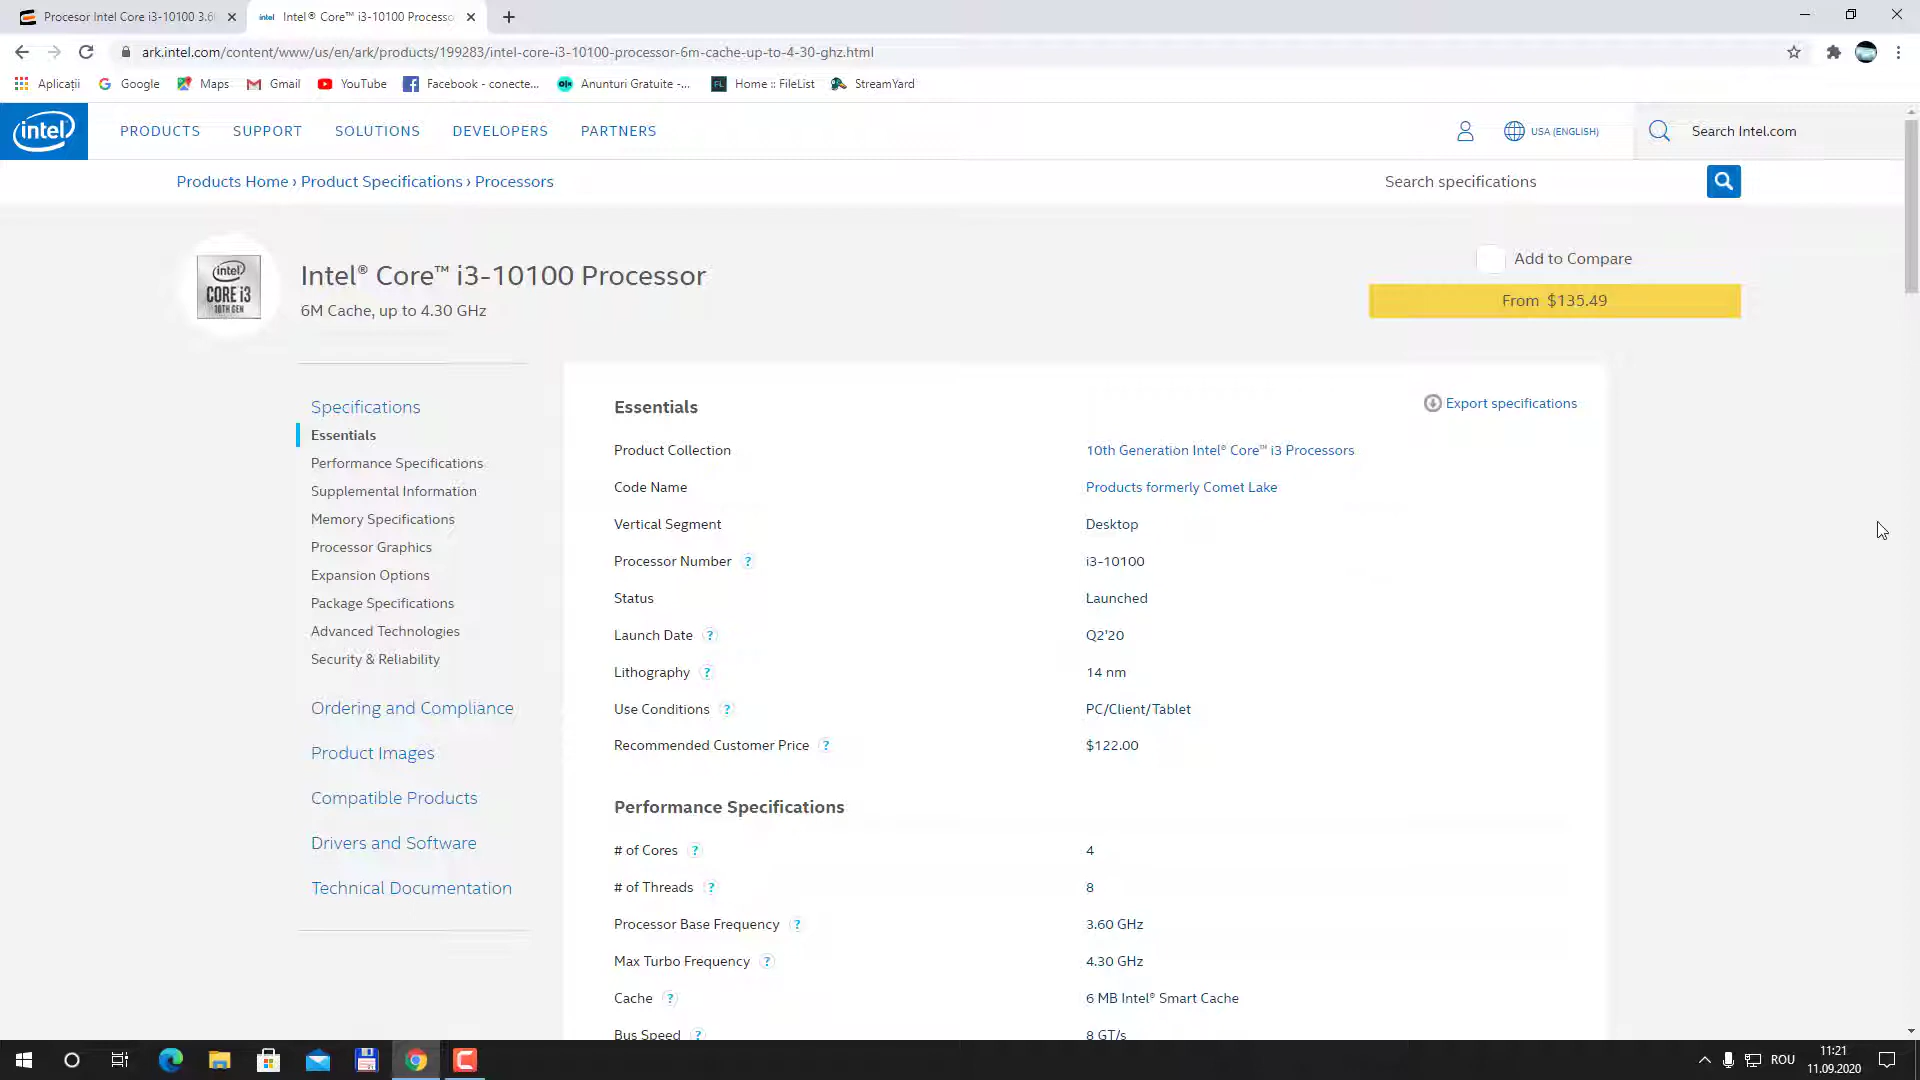 Procesor Intel Core i3-10100 3.6
intel Intel® Core™ i3-10100 Processo
ark.intel.com/content/www/us/en/ark/products/199283/intel-core-i3-10100-processor-6m-cache-up-to-4-30-ghz.html
Aplicații Google Maps Gmail YouTube Facebook - conecte... Anunturi Gratuite -... Home :: FileList StreamYard
intel PRODUCTS SUPPORT SOLUTIONS DEVELOPERS PARTNERS USA (ENGLISH) Search Intel.com
Products Home › Product Specifications › Processors Search specifications
intel
CORE i3
10TH GEN
Intel® Core™ i3-10100 Processor
6M Cache, up to 4.30 GHz
Add to Compare
From $135.49
Specifications
Essentials
Performance Specifications
Supplemental Information
Memory Specifications
Processor Graphics
Expansion Options
Package Specifications
Advanced Technologies
Security & Reliability
Ordering and Compliance
Product Images
Compatible Products
Drivers and Software
Technical Documentation
Essentials Export specifications
Product Collection 10th Generation Intel® Core™ i3 Processors
Code Name Products formerly Comet Lake
Vertical Segment Desktop
Processor Number ? i3-10100
Status Launched
Launch Date ? Q2'20
Lithography ? 14 nm
Use Conditions ? PC/Client/Tablet
Recommended Customer Price ? $122.00
Performance Specifications
# of Cores ? 4
# of Threads ? 8
Processor Base Frequency ? 3.60 GHz
Max Turbo Frequency ? 4.30 GHz
Cache ? 6 MB Intel® Smart Cache
Bus Speed ? 8 GT/s
ROU
11:21
11.09.2020